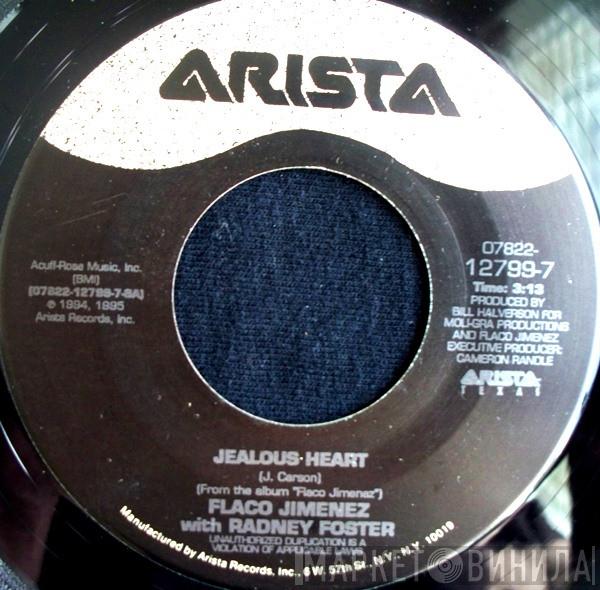 ARISTA
Acuff-Rose Music, Inc.
(BMI)
(07822-12799-7-SA)
℗ 1994, 1995
Arista Records, Inc.
07822-
12799-7
Time: 3:13
PRODUCED BY
BILL HALVERSON FOR
MOLI-GRA PRODUCTIONS
AND FLACO JIMENEZ
EXECUTIVE PRODUCER:
CAMERON RANDLE
ARISTA
TEXAS
JEALOUS HEART
(J. Carson)
(From the album "Flaco Jimenez")
FLACO JIMENEZ
with RADNEY FOSTER
UNAUTHORIZED DUPLICATION IS A
VIOLATION OF APPLICABLE LAWS.
Manufactured by Arista Records, Inc., 6 W. 57th St., N.Y., N.Y. 10019
МАРКЕТ ВИНИЛА